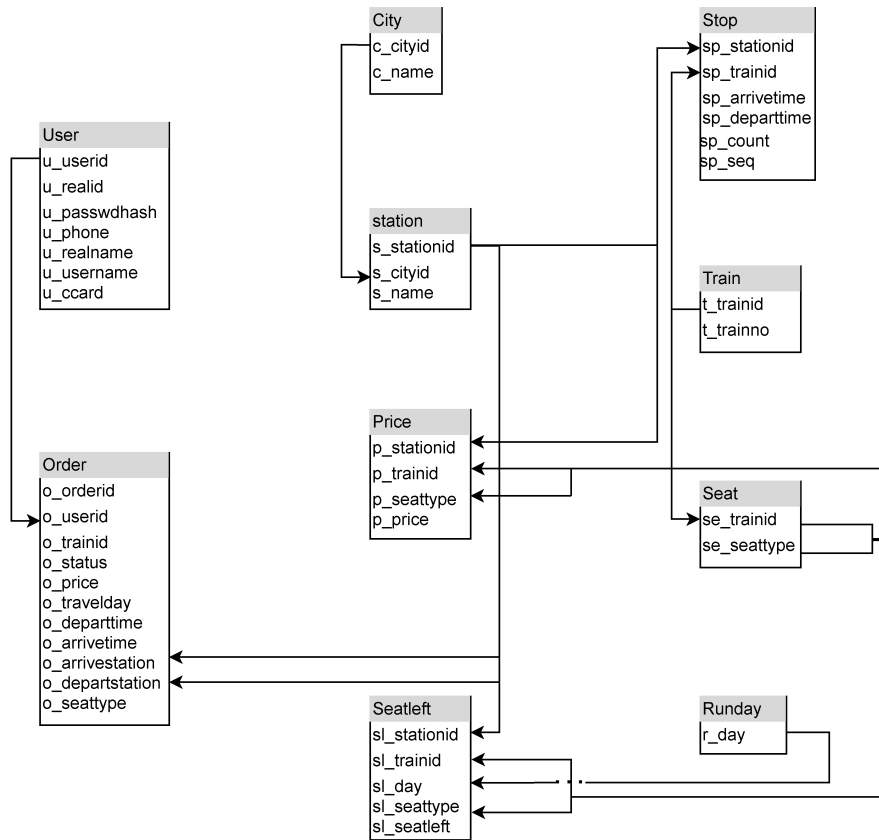 City
c_cityid
c_name
Stop
sp_stationid
sp_trainid
sp_arrivetime
sp_departtime
sp_count
sp_seq
User
u_userid
u_realid
u_passwdhash
u_phone
u_realname
u_username
u_ccard
station
s_stationid
s_cityid
s_name
Train
t_trainid
t_trainno
Price
p_stationid
p_trainid
p_seattype
p_price
Order
o_orderid
o_userid
o_trainid
o_status
o_price
o_travelday
o_departtime
o_arrivetime
o_arrivestation
o_departstation
o_seattype
Seat
se_trainid
se_seattype
Seatleft
sl_stationid
sl_trainid
sl_day
sl_seattype
sl_seatleft
Runday
r_day